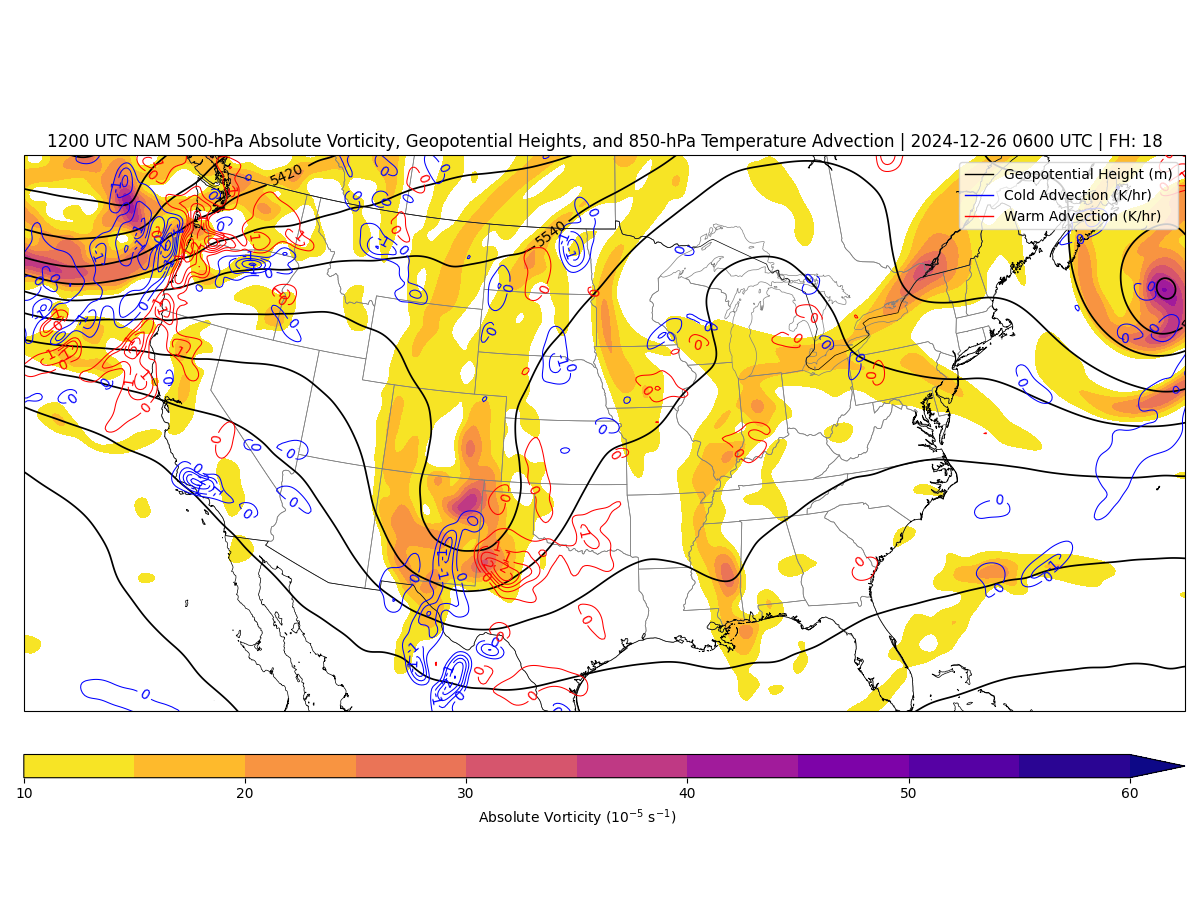 1200 UTC NAM 500-hPa Absolute Vorticity, Geopotential Heights, and 850-hPa Temperature Advection | 2024-12-26 0600 UTC | FH: 18
Geopotential Height (m)
Cold Advection (K/hr)
Warm Advection (K/hr)
5420
5540
10 20 30 40 50 60
Absolute Vorticity (10⁻⁵ s⁻¹)